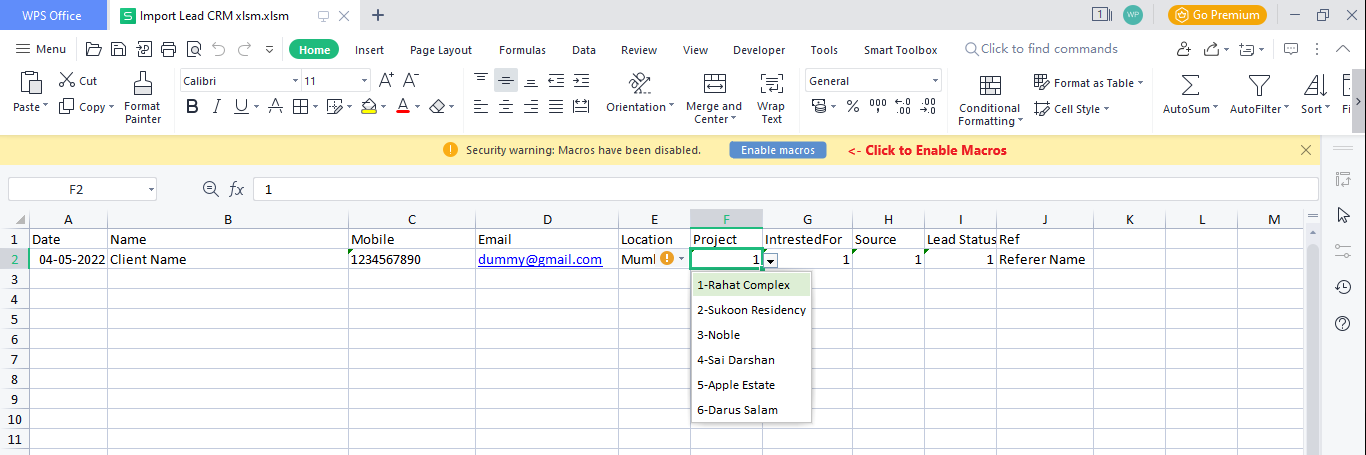 WPS Office
S Import Lead CRM xlsm.xlsm
1
WP
Go Premium
Menu
Home Insert Page Layout Formulas Data Review View Developer Tools Smart Toolbox Click to find commands
Cut
Calibri 11 A+ A-
General
Format as Table
AutoSum AutoFilter Sort Fi
Paste Copy Format Painter
B I U A A
Orientation Merge and Center Wrap Text
% 000 ←.0 .00 →.0 .00
Conditional Formatting
Cell Style
Security warning: Macros have been disabled. Enable macros <- Click to Enable Macros
F2 fx 1
A B C D E F G H I J K L M
1 Date Name Mobile Email Location Project IntrestedFor Source Lead Status Ref
2 04-05-2022 Client Name 1234567890 dummy@gmail.com Muml 1 1 1 1 Referer Name
3
1-Rahat Complex
4
2-Sukoon Residency
5
3-Noble
6
7
4-Sai Darshan
8
5-Apple Estate
9
6-Darus Salam
10
11